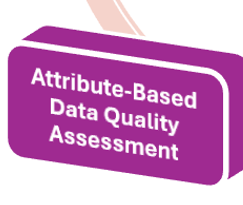 Attribute-Based
Data Quality
Assessment